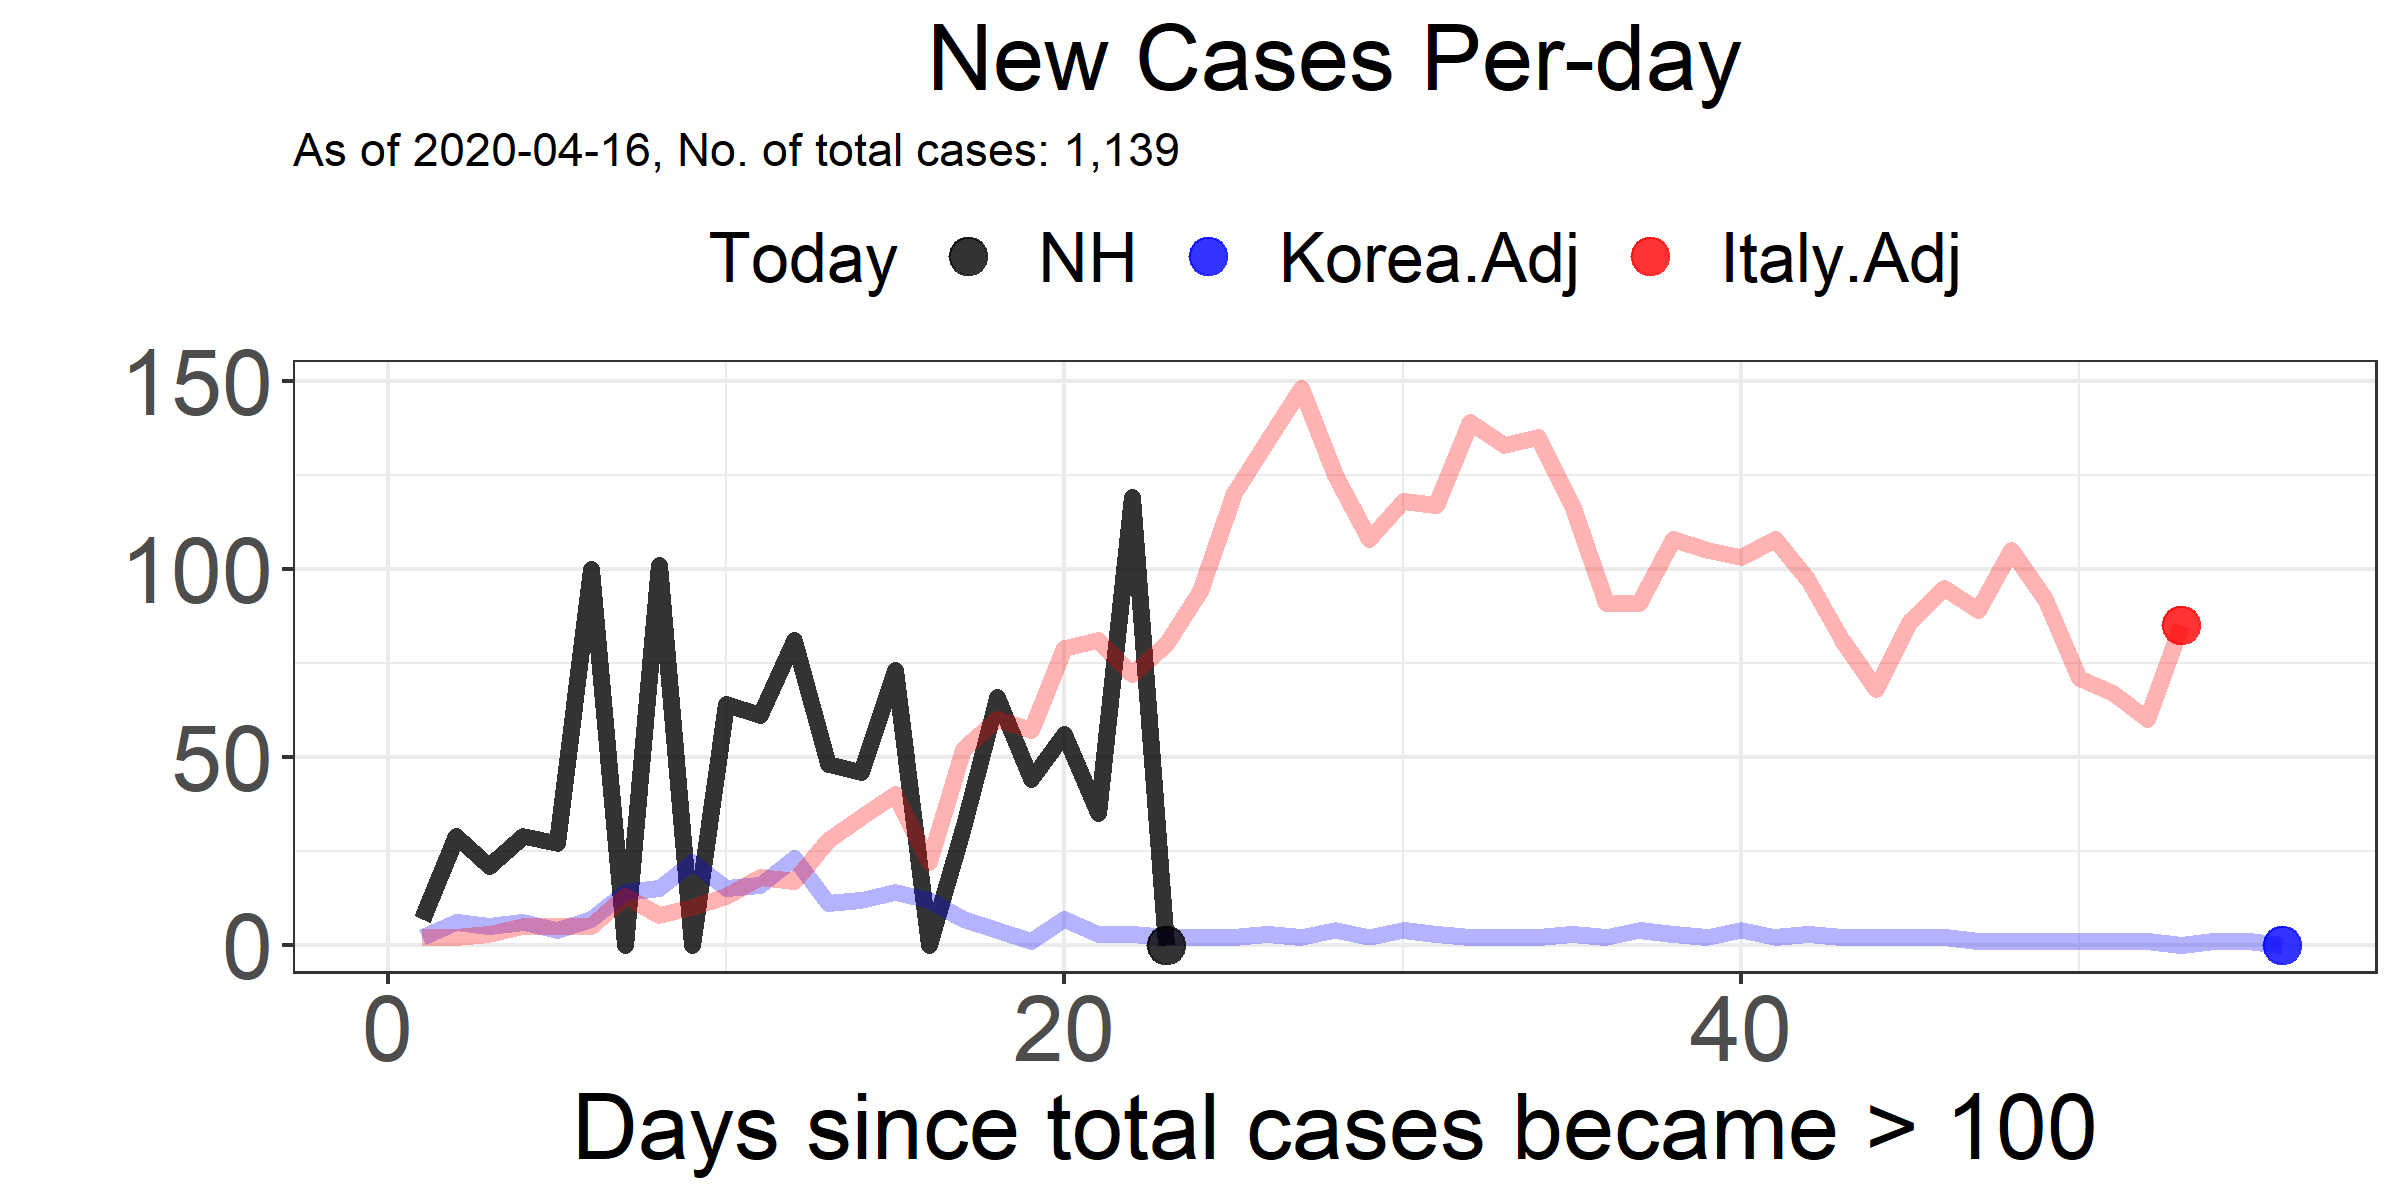 New Cases Per-day
As of 2020-04-16, No. of total cases: 1,139
Today NH Korea.Adj Italy.Adj
150
100
50
0
0 20 40
Days since total cases became > 100